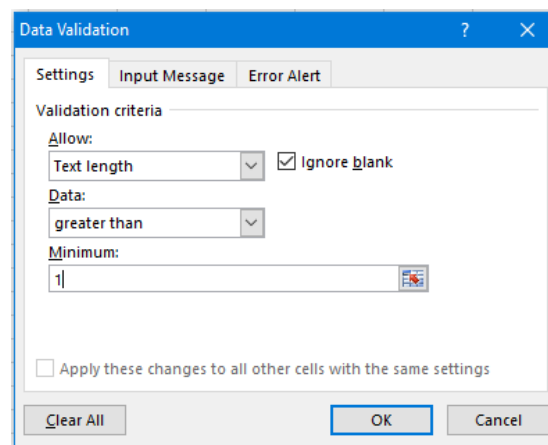 Data Validation ? ×
Settings Input Message Error Alert
Validation criteria
Allow:
Text length Ignore blank
Data:
greater than
Minimum:
1
Apply these changes to all other cells with the same settings
Clear All OK Cancel